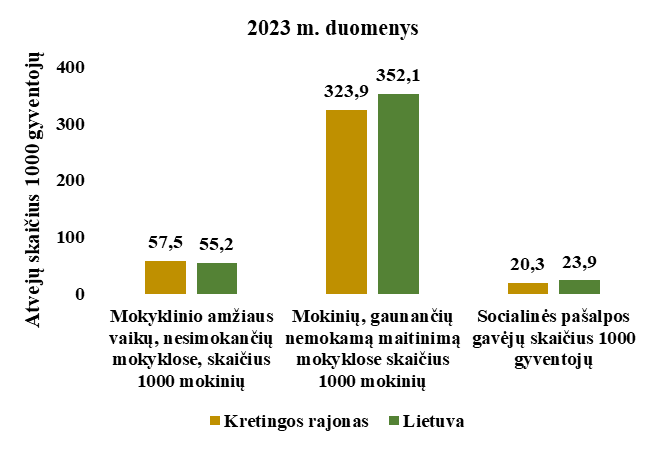 2023 m. duomenys
Atvejų skaičius 1000 gyventojų
400
300
200
100
0
57,5
55,2
323,9
352,1
20,3
23,9
Mokyklinio amžiaus
vaikų, nesimokančių
mokyklose, skaičius
1000 mokinių
Mokinių, gaunančių
nemokamą maitinimą
mokyklose skaičius
1000 mokinių
Socialinės pašalpos
gavėjų skaičius 1000
gyventojų
Kretingos rajonas
Lietuva